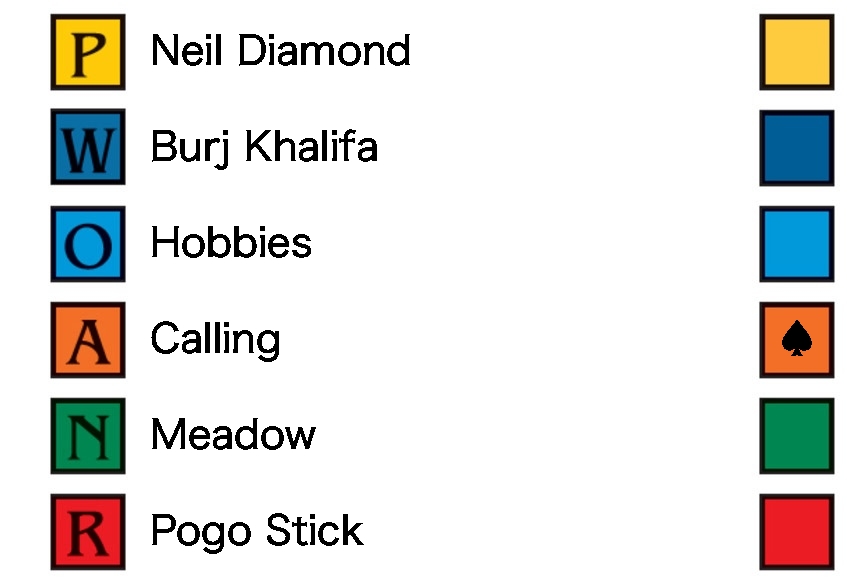 P Neil Diamond
W Burj Khalifa
O Hobbies
A Calling
N Meadow
R Pogo Stick